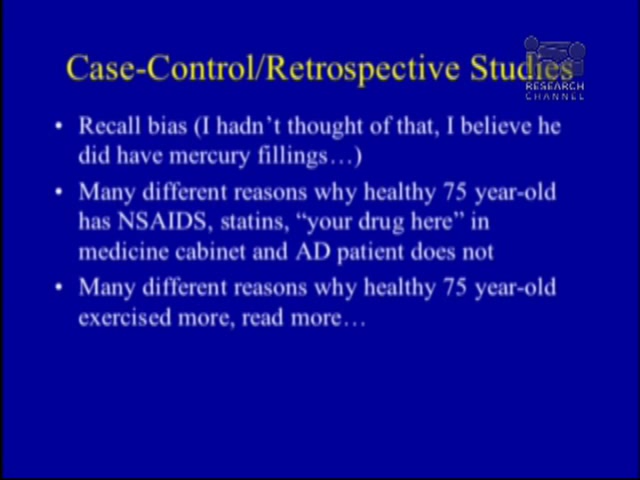 Case-Control/Retrospective Studies
RESEARCH
CHANNEL
• Recall bias (I hadn't thought of that, I believe he
did have mercury fillings…)
• Many different reasons why healthy 75 year-old
has NSAIDS, statins, “your drug here” in
medicine cabinet and AD patient does not
• Many different reasons why healthy 75 year-old
exercised more, read more…